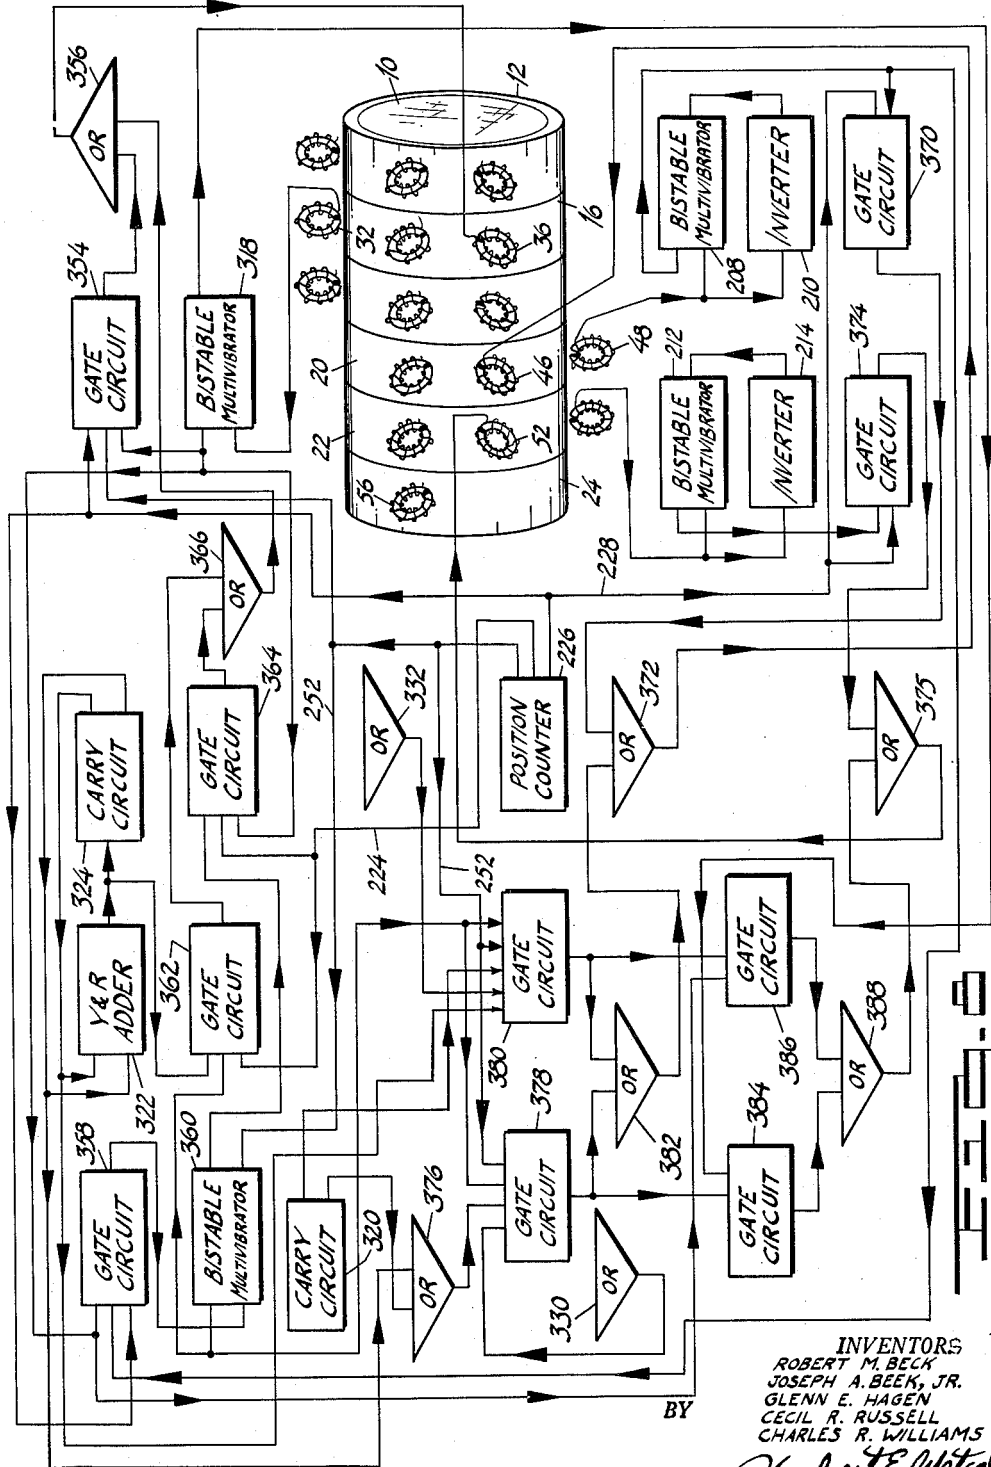 356
OR
354
GATE
CIRCUIT
318
BISTABLE
MULTIVIBRATOR
10
12
32
36
16
20
22
46
48
52
56
24
BISTABLE
MULTIVIBRATOR
208
INVERTER
210
GATE
CIRCUIT
370
212
BISTABLE
MULTIVIBRATOR
INVERTER
214
374
GATE
CIRCUIT
366
OR
364
GATE
CIRCUIT
252
228
CARRY
CIRCUIT
324
Y & R
ADDER
322
362
GATE
CIRCUIT
358
GATE
CIRCUIT
360
BISTABLE
MULTIVIBRATOR
CARRY
CIRCUIT
320
OR
332
POSITION
COUNTER
226
224
252
OR
372
OR
375
GATE
CIRCUIT
380
378
GATE
CIRCUIT
376
OR
OR
382
330
OR
GATE
CIRCUIT
386
384
GATE
CIRCUIT
OR
388
INVENTORS
ROBERT M. BECK
JOSEPH A. BEEK, JR.
GLENN E. HAGEN
CECIL R. RUSSELL
CHARLES R. WILLIAMS
BY